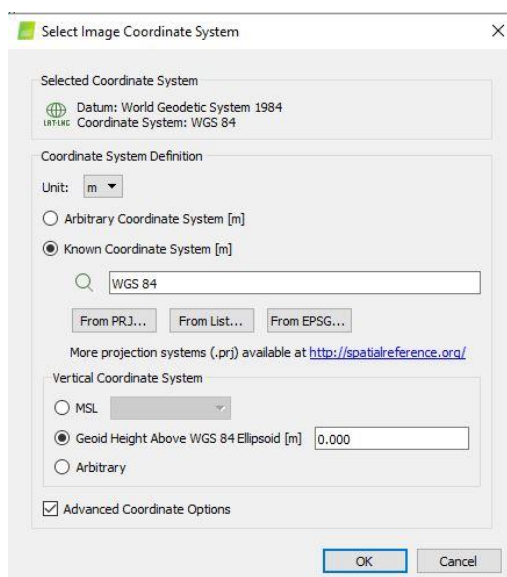 Select Image Coordinate System
Selected Coordinate System
Datum: World Geodetic System 1984
LAT-LNG Coordinate System: WGS 84
Coordinate System Definition
Unit: m
Arbitrary Coordinate System [m]
Known Coordinate System [m]
WGS 84
From PRJ... From List... From EPSG...
More projection systems (.prj) available at http://spatialreference.org/
Vertical Coordinate System
MSL
Geoid Height Above WGS 84 Ellipsoid [m] 0.000
Arbitrary
Advanced Coordinate Options
OK Cancel